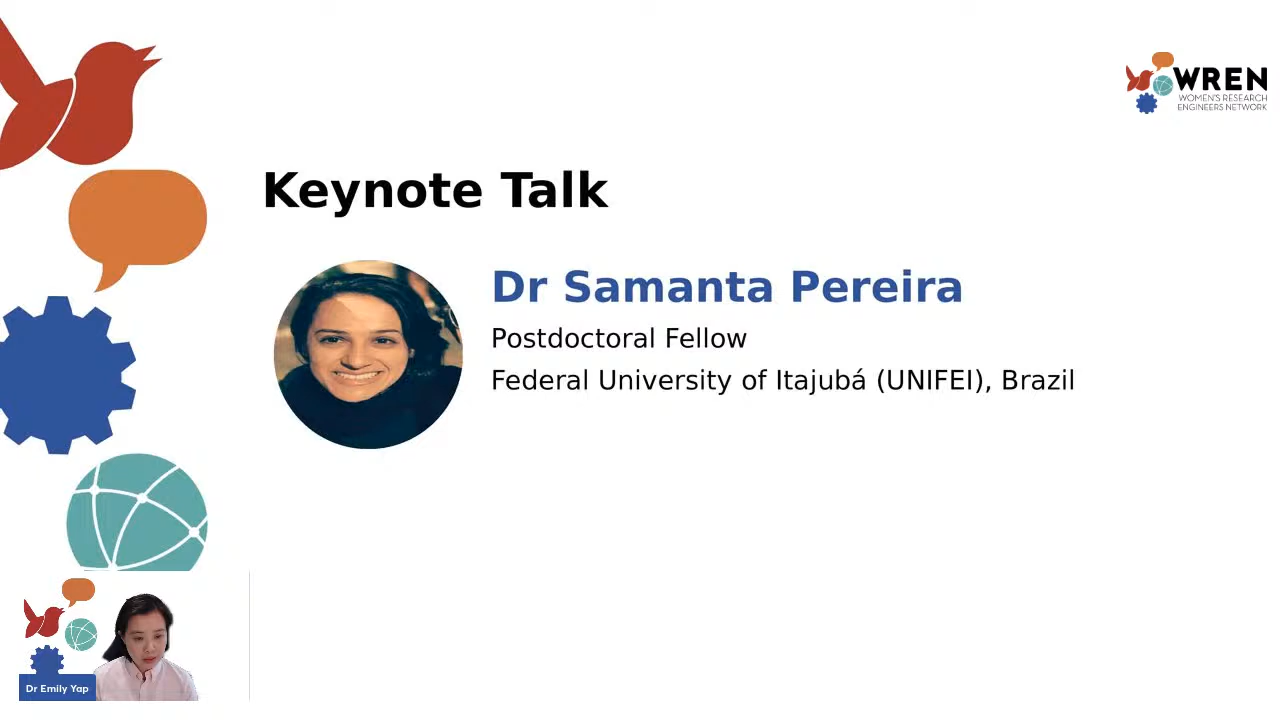 WREN
WOMEN'S RESEARCH
ENGINEERS NETWORK
Keynote Talk
Dr Samanta Pereira
Postdoctoral Fellow
Federal University of Itajubá (UNIFEI), Brazil
Dr Emily Yap